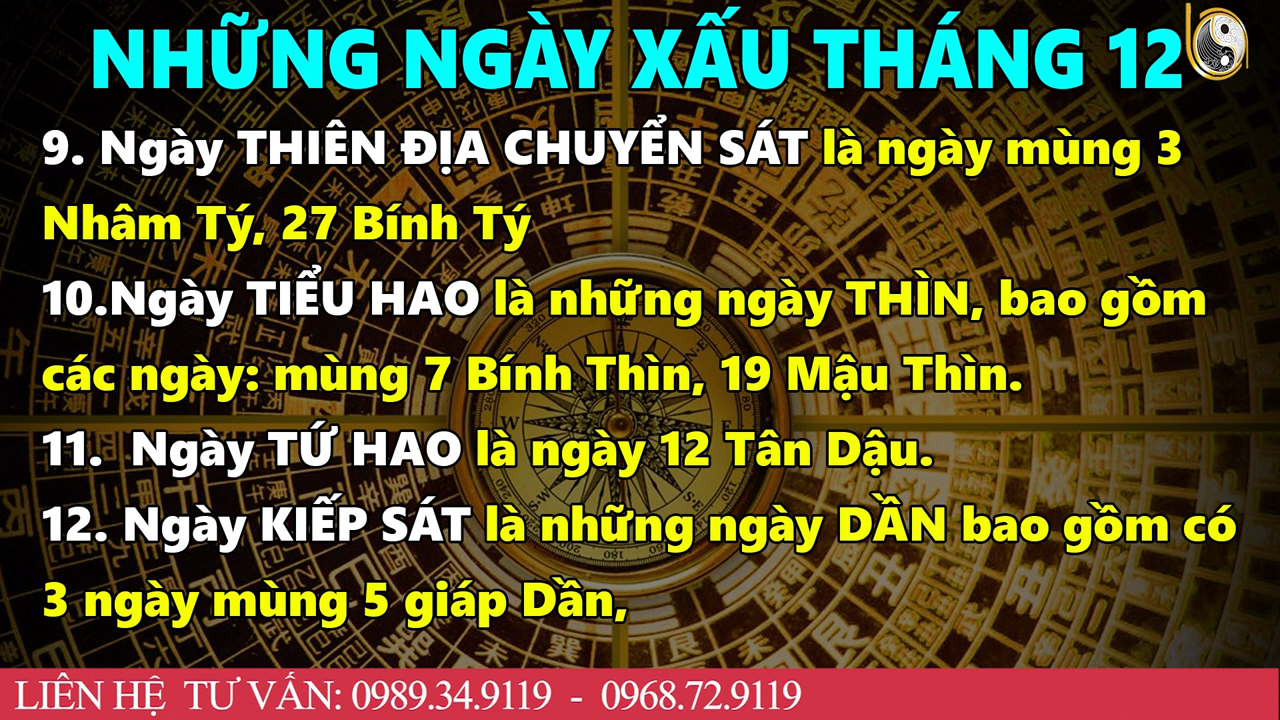 NHỮNG NGÀY XẤU THÁNG 12
9. Ngày THIÊN ĐỊA CHUYỂN SÁT là ngày mùng 3
Nhâm Tý, 27 Bính Tý
10.Ngày TIỂU HAO là những ngày THÌN, bao gồm
các ngày: mùng 7 Bính Thìn, 19 Mậu Thìn.
11.  Ngày TỨ HAO là ngày 12 Tân Dậu.
12. Ngày KIẾP SÁT là những ngày DẦN bao gồm có
3 ngày mùng 5 giáp Dần,
LIÊN HỆ  TƯ VẤN: 0989.34.9119  -  0968.72.9119